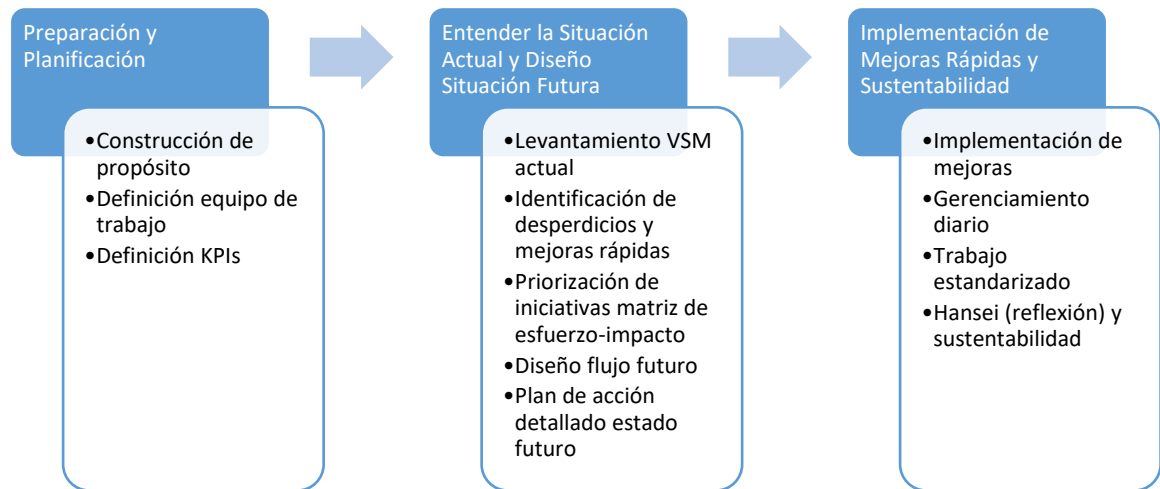 Preparación y
Planificación
•Construcción de
propósito
•Definición equipo de
trabajo
•Definición KPIs
Entender la Situación
Actual y Diseño
Situación Futura
•Levantamiento VSM
actual
•Identificación de
desperdicios y
mejoras rápidas
•Priorización de
iniciativas matriz de
esfuerzo-impacto
•Diseño flujo futuro
•Plan de acción
detallado estado
futuro
Implementación de
Mejoras Rápidas y
Sustentabilidad
•Implementación de
mejoras
•Gerenciamiento
diario
•Trabajo
estandarizado
•Hansei (reflexión) y
sustentabilidad